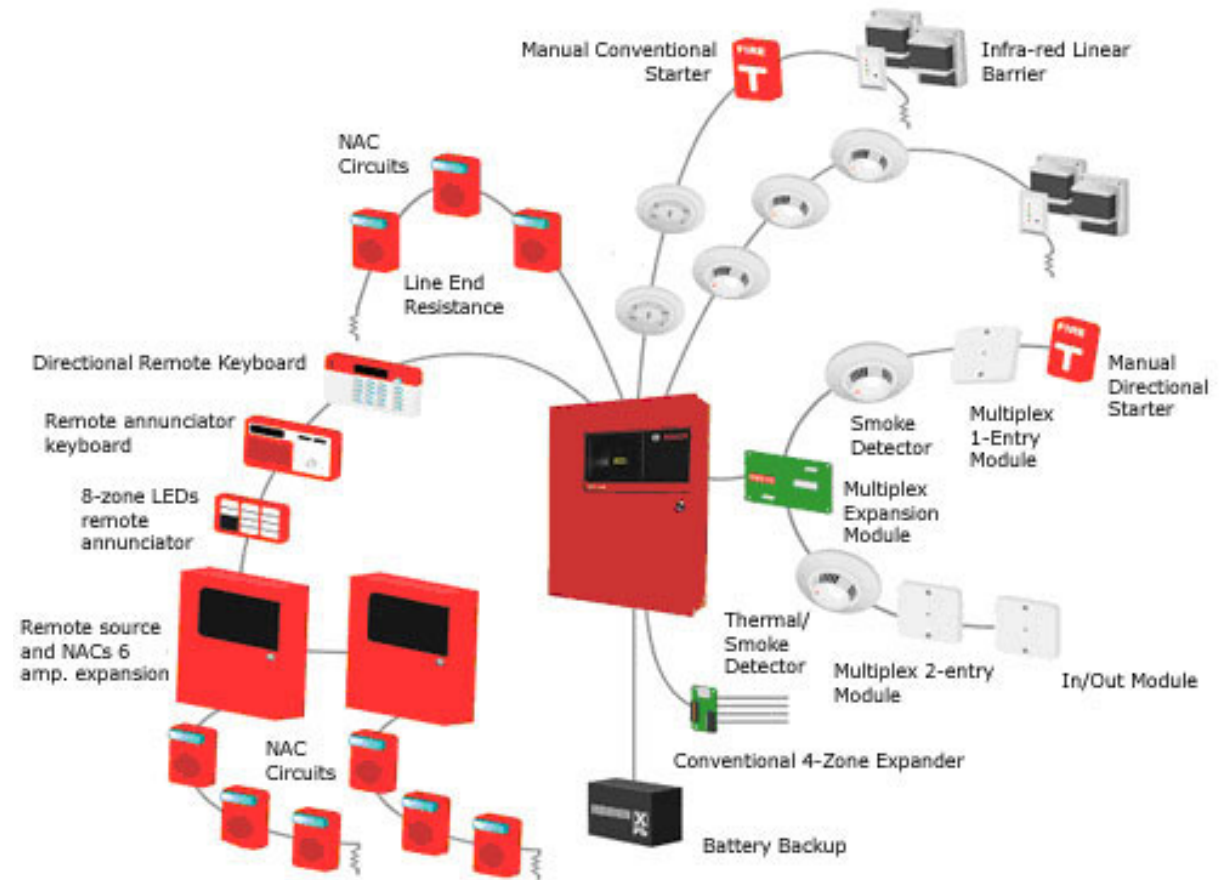 Manual Conventional
Starter
FIRE
T
Infra-red Linear
Barrier
NAC
Circuits
Line End
Resistance
Directional Remote Keyboard
Remote annunciator
keyboard
8-zone LEDs
remote
annunciator
Remote source
and NACs 6
amp. expansion
NAC
Circuits
FIRE
T
Manual
Directional
Starter
Smoke
Detector
Multiplex
1-Entry
Module
Multiplex
Expansion
Module
Thermal/
Smoke
Detector
Multiplex 2-entry
Module
In/Out Module
Conventional 4-Zone Expander
Battery Backup